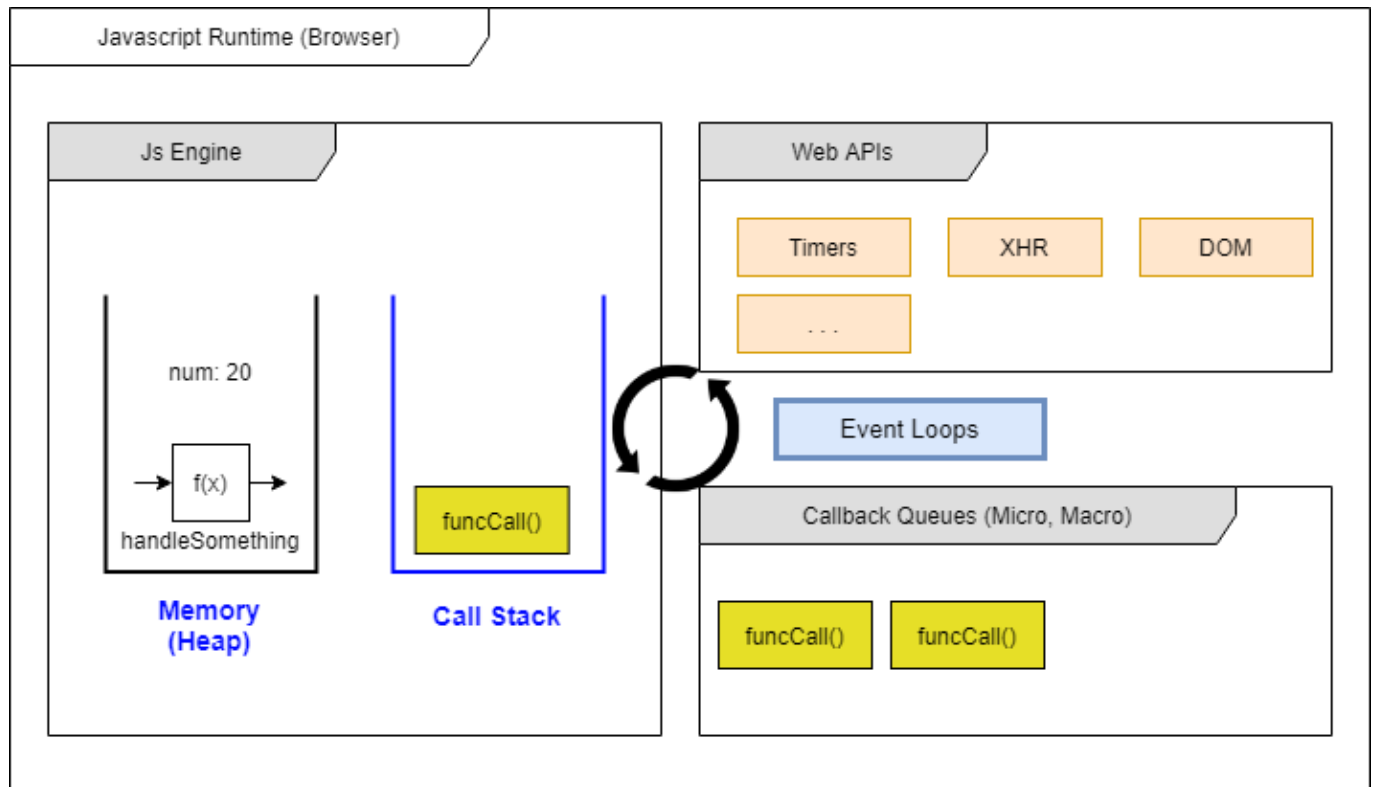 Javascript Runtime (Browser)
Js Engine
num: 20
f(x)
handleSomething
Memory
(Heap)
funcCall()
Call Stack
Web APIs
Timers
XHR
DOM
. . .
Event Loops
Callback Queues (Micro, Macro)
funcCall()
funcCall()